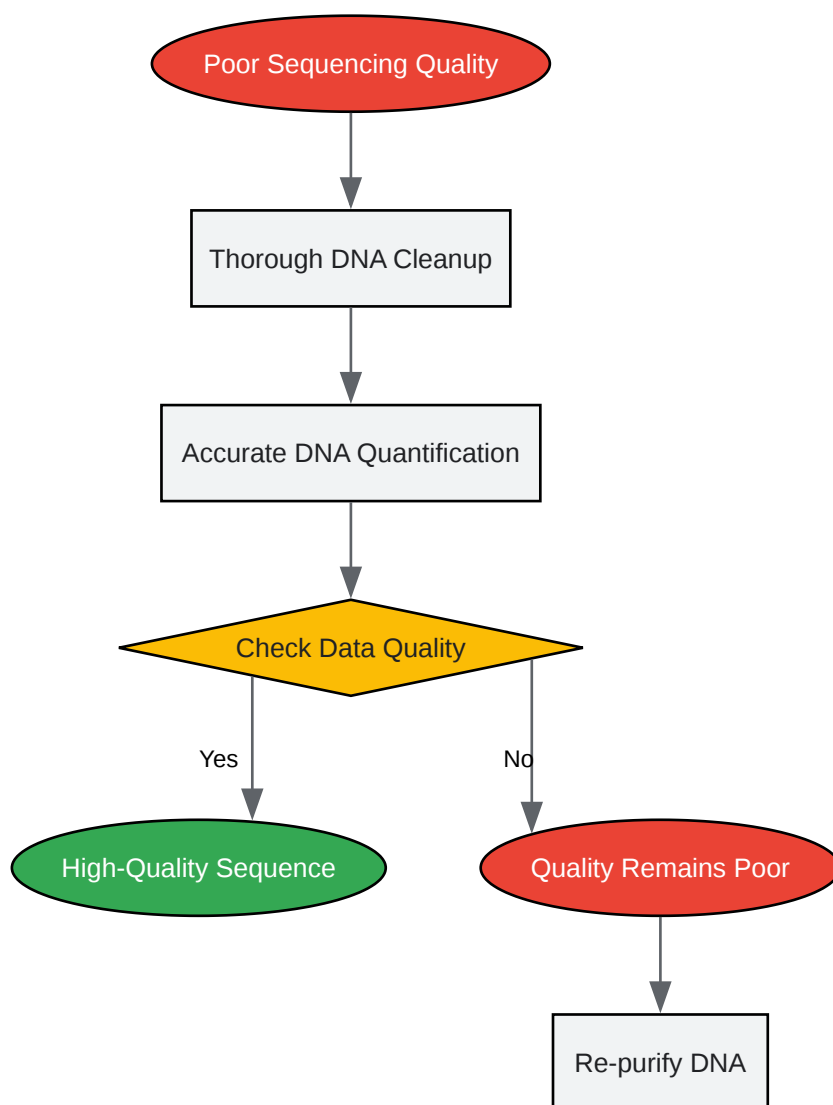 Poor Sequencing Quality
Thorough DNA Cleanup
Accurate DNA Quantification
Check Data Quality
Yes
No
High-Quality Sequence
Quality Remains Poor
Re-purify DNA